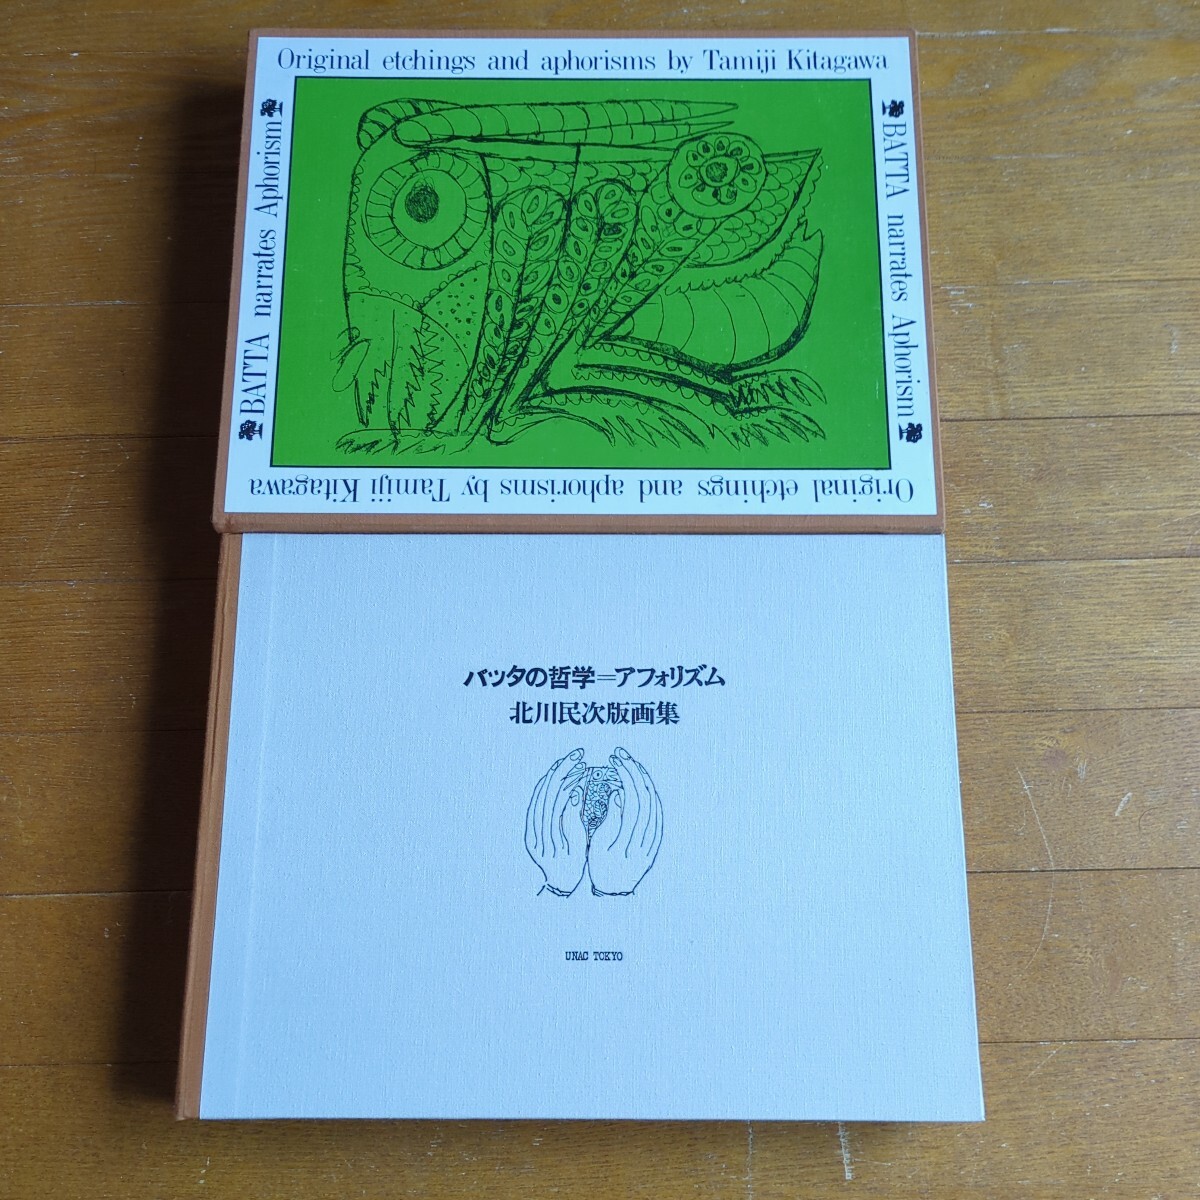 Original etchings and aphorisms by Tamiji Kitagawa
BATTA narrates Aphorism
BATTA narrates Aphorism
Original etchings and aphorisms by Tamiji Kitagawa
バッタの哲学=アフォリズム
北川民次版画集
UNAC TOKYO